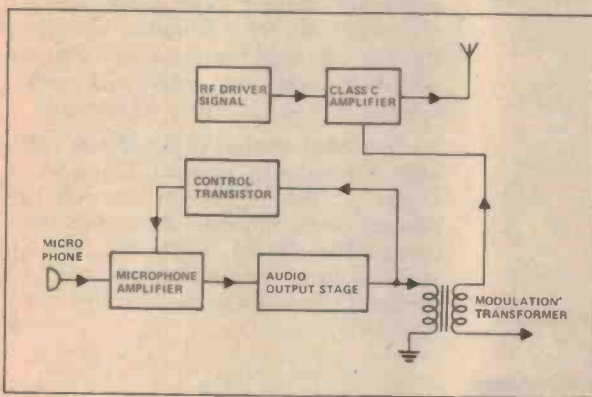 RF DRIVER
SIGNAL
CLASS C
AMPLIFIER
CONTROL
TRANSISTOR
MICRO
PHONE
MICROPHONE
AMPLIFIER
AUDIO
OUTPUT STAGE
MODULATION
TRANSFORMER